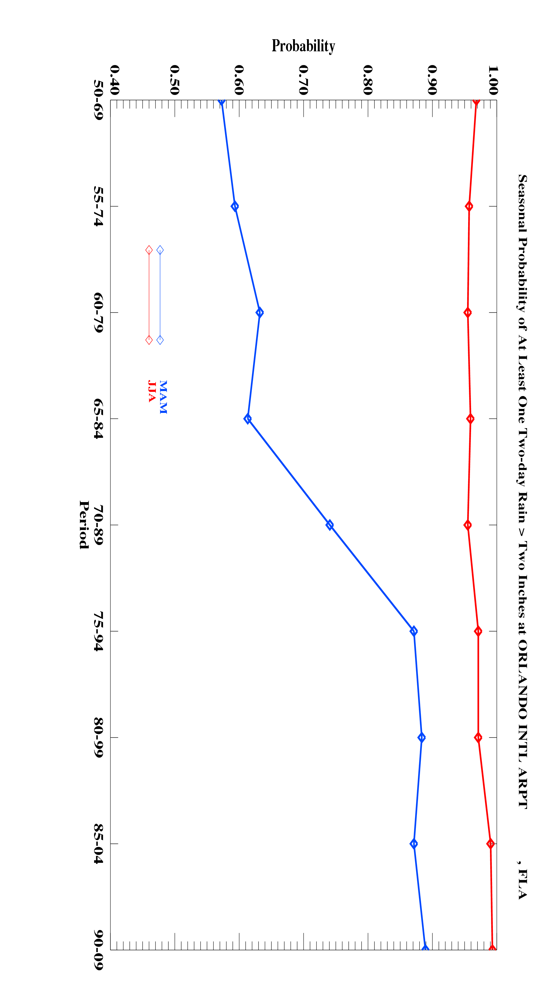 Seasonal Probability of At Least One Two-day Rain > Two Inches at ORLANDO INTL ARPT , FLA
Probability
1.00
0.90
0.80
0.70
0.60
0.50
0.40
MAM
JJA
50-69 55-74 60-79 65-84 70-89 75-94 80-99 85-04 90-09
Period